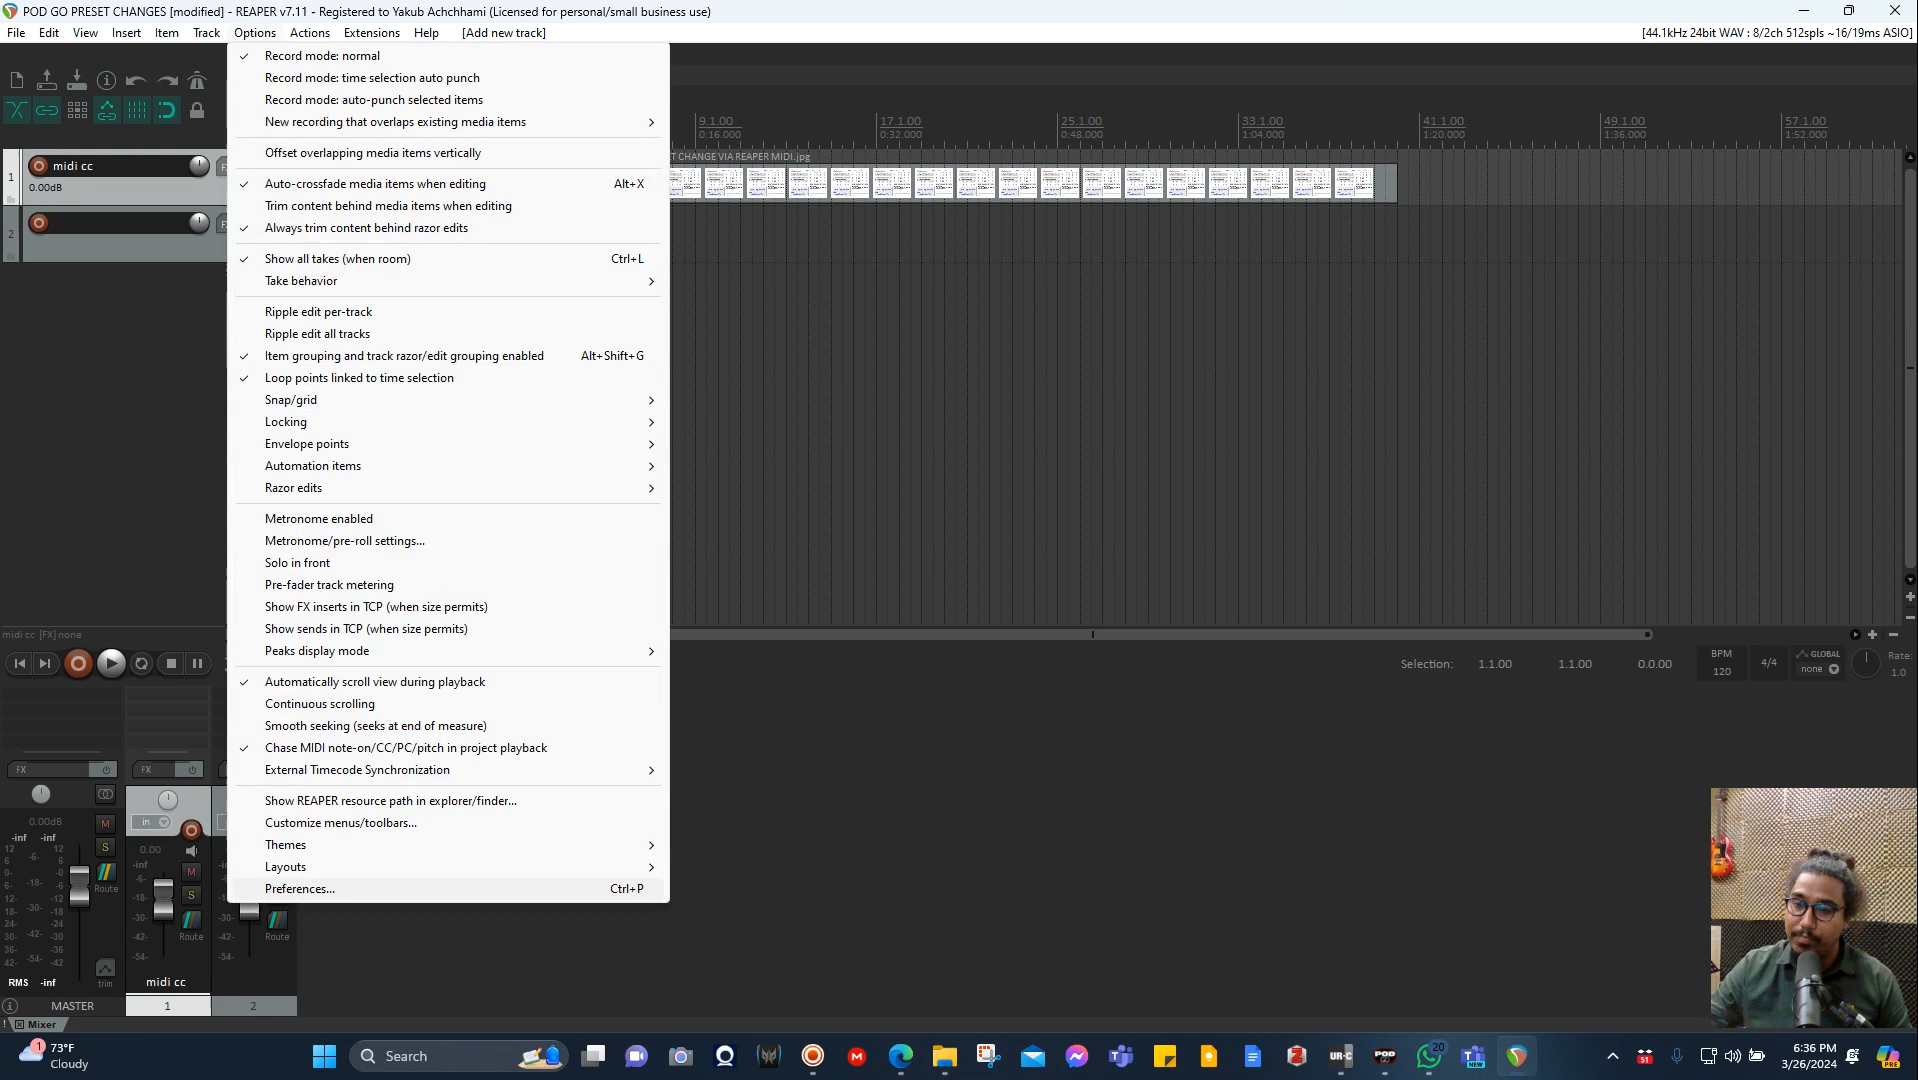 POD GO PRESET CHANGES [modified] - REAPER v7.11 - Registered to Yakub Achchhami (Licensed for personal/small business use)
File Edit View Insert Item Track Options Actions Extensions Help [Add new track]
[44.1kHz 24bit WAV : 8/2ch 512spls ~16/19ms ASIO]
Record mode: normal
Record mode: time selection auto punch
Record mode: auto-punch selected items
New recording that overlaps existing media items
Offset overlapping media items vertically
Auto-crossfade media items when editing Alt+X
Trim content behind media items when editing
Always trim content behind razor edits
Show all takes (when room) Ctrl+L
Take behavior
Ripple edit per-track
Ripple edit all tracks
Item grouping and track razor/edit grouping enabled Alt+Shift+G
Loop points linked to time selection
Snap/grid
Locking
Envelope points
Automation items
Razor edits
Metronome enabled
Metronome/pre-roll settings...
Solo in front
Pre-fader track metering
Show FX inserts in TCP (when size permits)
Show sends in TCP (when size permits)
Peaks display mode
Automatically scroll view during playback
Continuous scrolling
Smooth seeking (seeks at end of measure)
Chase MIDI note-on/CC/PC/pitch in project playback
External Timecode Synchronization
Show REAPER resource path in explorer/finder...
Customize menus/toolbars...
Themes
Layouts
Preferences... Ctrl+P
9.1.00 17.1.00 25.1.00 33.1.00 41.1.00 49.1.00 57.1.00
0:16.000 0:32.000 0:48.000 1:04.000 1:20.000 1:36.000 1:52.000
T CHANGE VIA REAPER MIDI.jpg
1 midi cc
0.00dB
2
midi cc [FX] none
Selection: 1.1.00 1.1.00 0.0.00
BPM
120
4/4
GLOBAL
none
Rate:
1.0
FX FX
in
0.00dB 0.00
-inf -inf -inf
M
S
Route
M
S
Route
Route
trim
RMS -inf
midi cc
MASTER 1 2
Mixer
73°F
Cloudy
Search
UR-C
POD
20
NEW
51
6:36 PM
3/26/2024
PRE